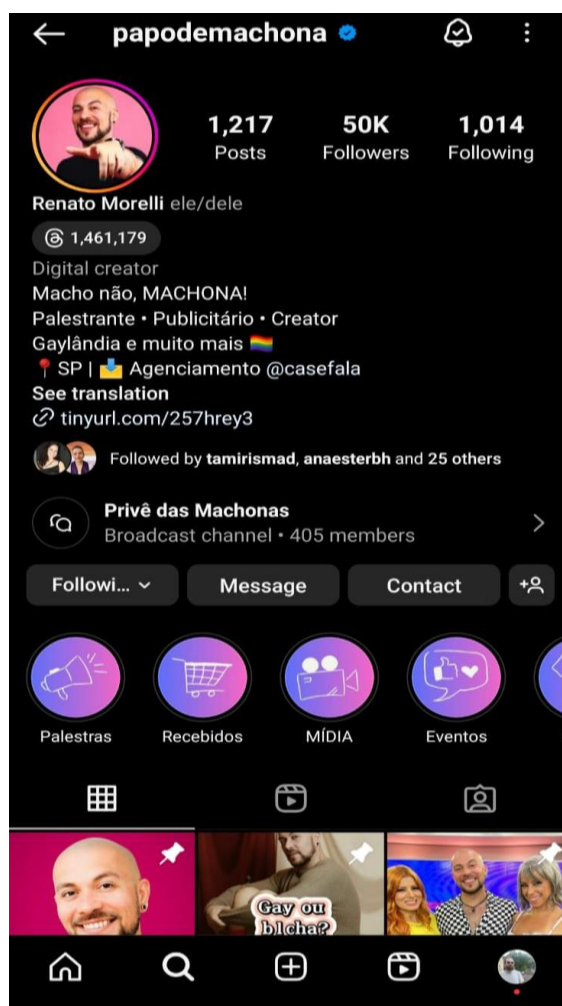 papodemachona
1,217 50K 1,014
Posts Followers Following
Renato Morelli ele/dele
1,461,179
Digital creator
Macho não, MACHONA!
Palestrante • Publicitário • Creator
Gaylândia e muito mais 🏳️‍🌈
📍 SP | 📩 Agenciamento @casefala
See translation
tinyurl.com/257hrey3
Followed by tamirismad, anaesterbh and 25 others
Privê das Machonas
Broadcast channel • 405 members
Followi... Message Contact
Palestras Recebidos MÍDIA Eventos
Gay ou
b1cha?